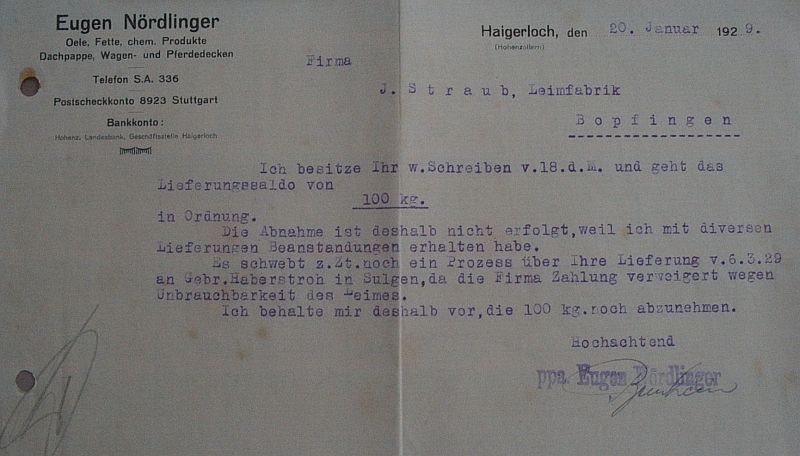 Eugen Nördlinger
Oele, Fette, chem. Produkte
Dachpappe, Wagen- und Pferdedecken
Telefon S.A. 336
Postscheckkonto 8923 Stuttgart
Bankkonto:
Hohenz. Landesbank, Geschäftsstelle Haigerloch
Haigerloch, den 20. Januar 1929.
(Hohenzollern)
Firma
J. Straub, Leimfabrik
Bopfingen
Ich besitze Ihr w.Schreiben v.18.d.M. und geht das
Lieferungssaldo von
100 kg.
in Ordnung.
Die Abnahme ist deshalb nicht erfolgt,weil ich mit diversen
Lieferungen Beanstandungen erhalten habe.
Es schwebt z.Zt.noch ein Prozess über Ihre Lieferung v.6.3.29
an Gebr.Haberstroh in Sulgen,da die Firma Zahlung verweigert wegen
Unbrauchbarkeit des Leimes.
Ich behalte mir deshalb vor,die 100 kg.noch abzunehmen.
Hochachtend
ppa. Eugen Nördlinger